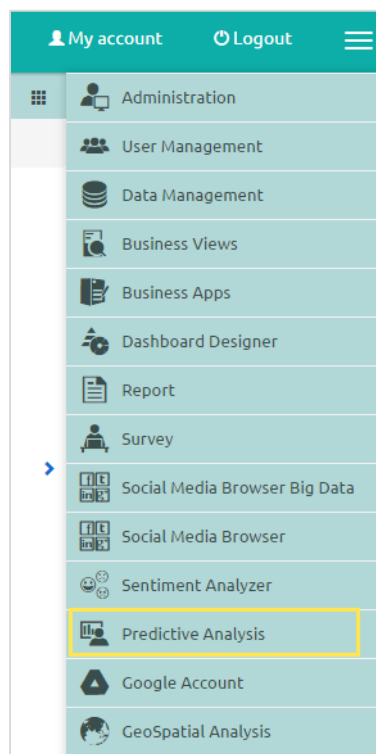 My account Logout
Administration
User Management
Data Management
Business Views
Business Apps
Dashboard Designer
Report
Survey
Social Media Browser Big Data
Social Media Browser
Sentiment Analyzer
Predictive Analysis
Google Account
GeoSpatial Analysis